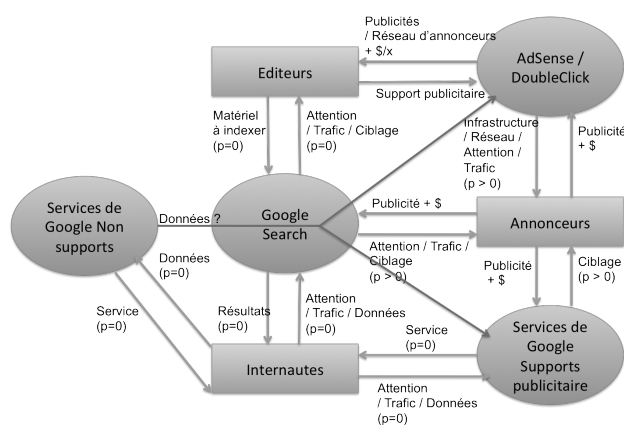 Publicités
/ Réseau d'annonceurs
+ $/x
AdSense /
DoubleClick
Editeurs
Support publicitaire
Matériel
à indexer
(p=0)
Attention
/ Trafic / Ciblage
(p=0)
Infrastructure
/ Réseau /
Attention /
Trafic
(p > 0)
Publicité
+ $
Services de
Google Non
supports
Données ?
Google
Search
Publicité + $
Annonceurs
Attention / Trafic /
Ciblage
(p > 0)
Données
(p=0)
Publicité
+ $
Ciblage
(p > 0)
Service
(p=0)
Résultats
(p=0)
Attention
/ Trafic / Données
(p=0)
Service
(p=0)
Services de
Google
Supports
publicitaire
Internautes
Attention
/ Trafic / Données
(p=0)